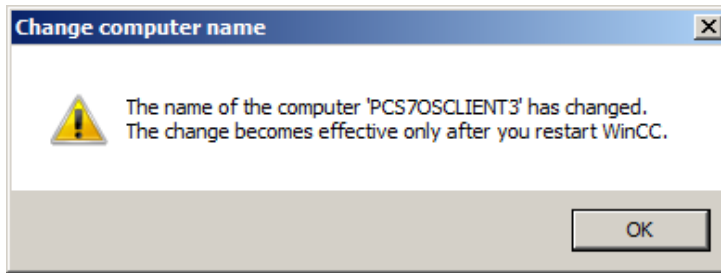 Change computer name
The name of the computer 'PCS7OSCLIENT3' has changed.
The change becomes effective only after you restart WinCC.
OK